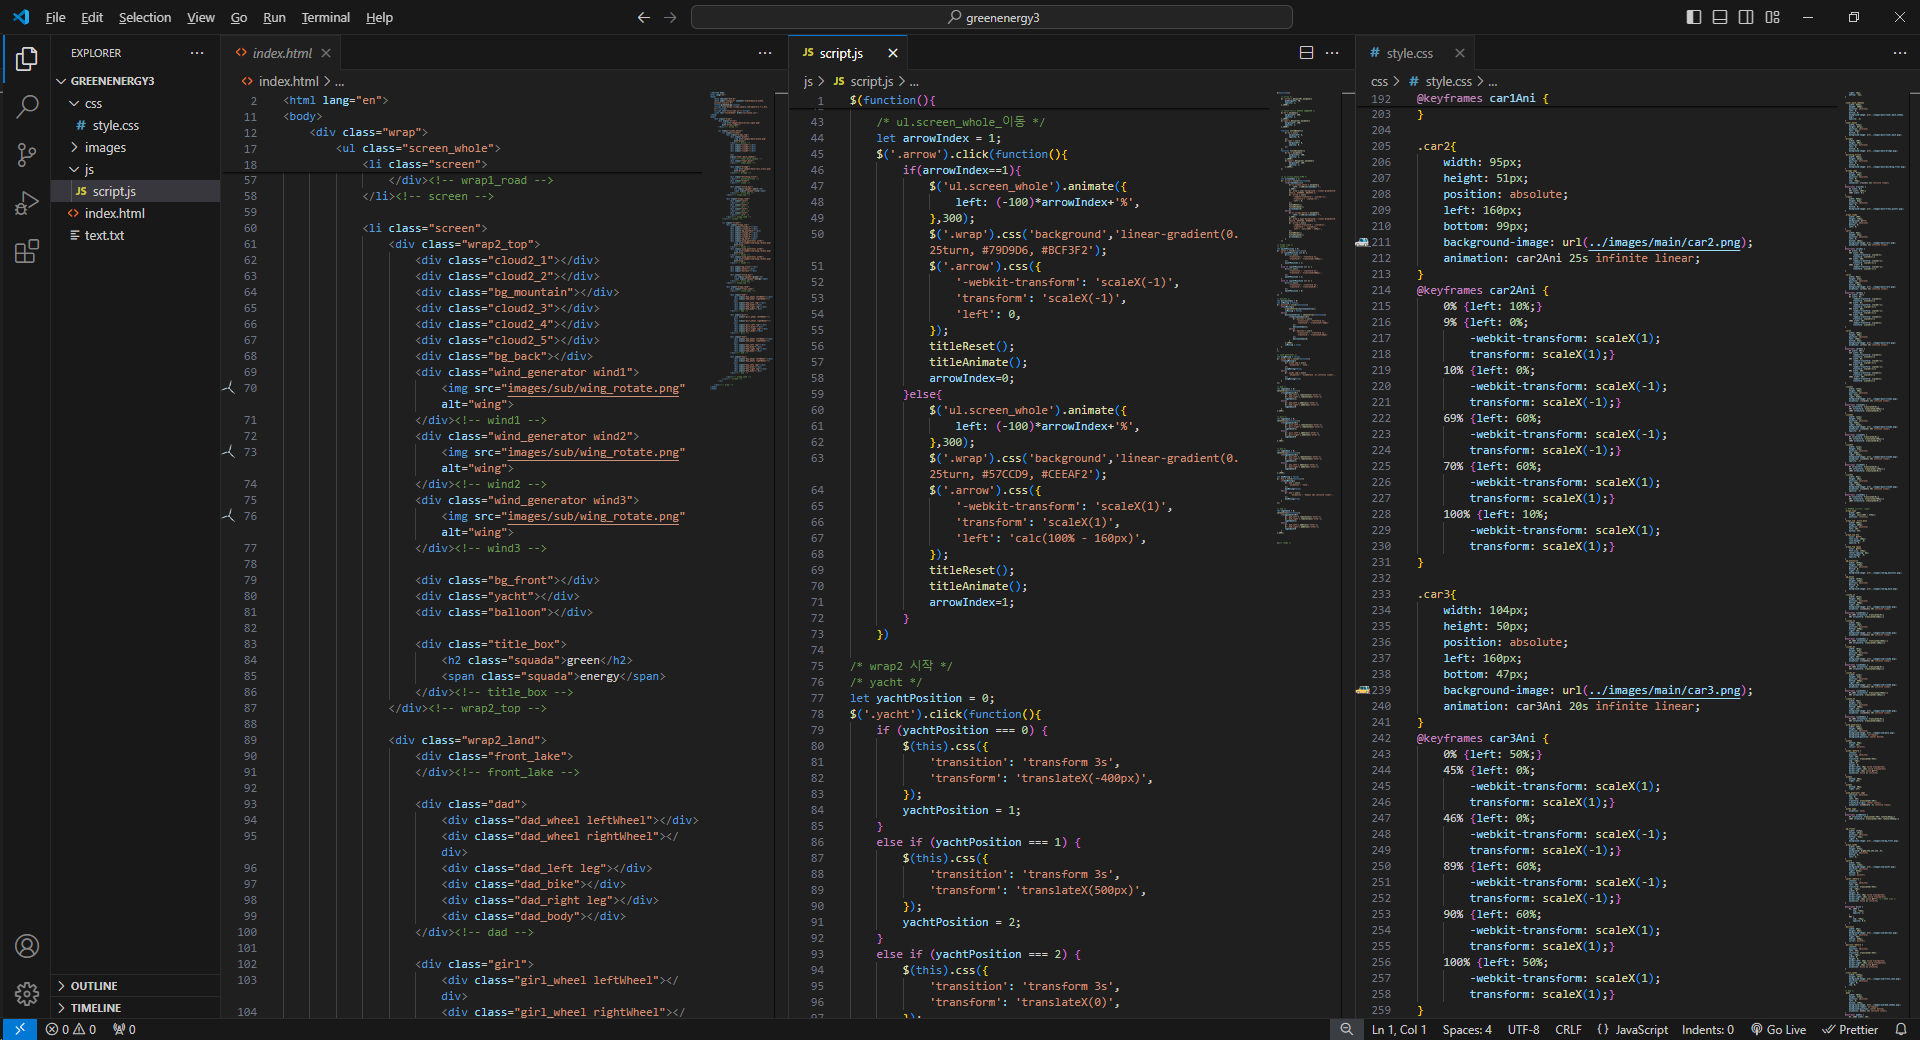 File Edit Selection View Go Run Terminal Help
greenenergy3
EXPLORER
GREENENERGY3
css
style.css
images
js
JS script.js
index.html
text.txt
OUTLINE
TIMELINE
index.html
index.html > ...
2 <html lang="en">
11 <body>
12 <div class="wrap">
17 <ul class="screen_whole">
18 <li class="screen">
57 </div><!-- wrap1_road -->
58 </li><!-- screen -->
59
60 <li class="screen">
61 <div class="wrap2_top">
62 <div class="cloud2_1"></div>
63 <div class="cloud2_2"></div>
64 <div class="bg_mountain"></div>
65 <div class="cloud2_3"></div>
66 <div class="cloud2_4"></div>
67 <div class="cloud2_5"></div>
68 <div class="bg_back"></div>
69 <div class="wind_generator wind1">
70 <img src="images/sub/wing_rotate.png"
alt="wing">
71 </div><!-- wind1 -->
72 <div class="wind_generator wind2">
73 <img src="images/sub/wing_rotate.png"
alt="wing">
74 </div><!-- wind2 -->
75 <div class="wind_generator wind3">
76 <img src="images/sub/wing_rotate.png"
alt="wing">
77 </div><!-- wind3 -->
78
79 <div class="bg_front"></div>
80 <div class="yacht"></div>
81 <div class="balloon"></div>
82
83 <div class="title_box">
84 <h2 class="squada">green</h2>
85 <span class="squada">energy</span>
86 </div><!-- title_box -->
87 </div><!-- wrap2_top -->
88
89 <div class="wrap2_land">
90 <div class="front_lake">
91 </div><!-- front_lake -->
92
93 <div class="dad">
94 <div class="dad_wheel leftWheel"></div>
95 <div class="dad_wheel rightWheel"></
div>
96 <div class="dad_left leg"></div>
97 <div class="dad_bike"></div>
98 <div class="dad_right leg"></div>
99 <div class="dad_body"></div>
100 </div><!-- dad -->
101
102 <div class="girl">
103 <div class="girl_wheel leftWheel"></
div>
104 <div class="girl_wheel rightWheel"></
JS script.js
js > JS script.js > ...
1 $(function(){
43 /* ul.screen_whole_이동 */
44 let arrowIndex = 1;
45 $('.arrow').click(function(){
46 if(arrowIndex==1){
47 $('ul.screen_whole').animate({
48 left: (-100)*arrowIndex+'%',
49 },300);
50 $('.wrap').css('background','linear-gradient(0.
25turn, #79D9D6, #BCF3F2');
51 $('.arrow').css({
52 '-webkit-transform': 'scaleX(-1)',
53 'transform': 'scaleX(-1)',
54 'left': 0,
55 });
56 titleReset();
57 titleAnimate();
58 arrowIndex=0;
59 }else{
60 $('ul.screen_whole').animate({
61 left: (-100)*arrowIndex+'%',
62 },300);
63 $('.wrap').css('background','linear-gradient(0.
25turn, #57CCD9, #CEEAF2');
64 $('.arrow').css({
65 '-webkit-transform': 'scaleX(1)',
66 'transform': 'scaleX(1)',
67 'left': 'calc(100% - 160px)',
68 });
69 titleReset();
70 titleAnimate();
71 arrowIndex=1;
72 }
73 })
74
75 /* wrap2 시작 */
76 /* yacht */
77 let yachtPosition = 0;
78 $('.yacht').click(function(){
79 if (yachtPosition === 0) {
80 $(this).css({
81 'transition': 'transform 3s',
82 'transform': 'translateX(-400px)',
83 });
84 yachtPosition = 1;
85 }
86 else if (yachtPosition === 1) {
87 $(this).css({
88 'transition': 'transform 3s',
89 'transform': 'translateX(500px)',
90 });
91 yachtPosition = 2;
92 }
93 else if (yachtPosition === 2) {
94 $(this).css({
95 'transition': 'transform 3s',
96 'transform': 'translateX(0)',
97 });
# style.css
css > # style.css > ...
192 @keyframes car1Ani {
203 }
204
205 .car2{
206 width: 95px;
207 height: 51px;
208 position: absolute;
209 left: 160px;
210 bottom: 99px;
211 background-image: url(../images/main/car2.png);
212 animation: car2Ani 25s infinite linear;
213 }
214 @keyframes car2Ani {
215 0% {left: 10%;}
216 9% {left: 0%;
217 -webkit-transform: scaleX(1);
218 transform: scaleX(1);}
219 10% {left: 0%;
220 -webkit-transform: scaleX(-1);
221 transform: scaleX(-1);}
222 69% {left: 60%;
223 -webkit-transform: scaleX(-1);
224 transform: scaleX(-1);}
225 70% {left: 60%;
226 -webkit-transform: scaleX(1);
227 transform: scaleX(1);}
228 100% {left: 10%;
229 -webkit-transform: scaleX(1);
230 transform: scaleX(1);}
231 }
232
233 .car3{
234 width: 104px;
235 height: 50px;
236 position: absolute;
237 left: 160px;
238 bottom: 47px;
239 background-image: url(../images/main/car3.png);
240 animation: car3Ani 20s infinite linear;
241 }
242 @keyframes car3Ani {
243 0% {left: 50%;}
244 45% {left: 0%;
245 -webkit-transform: scaleX(1);
246 transform: scaleX(1);}
247 46% {left: 0%;
248 -webkit-transform: scaleX(-1);
249 transform: scaleX(-1);}
250 89% {left: 60%;
251 -webkit-transform: scaleX(-1);
252 transform: scaleX(-1);}
253 90% {left: 60%;
254 -webkit-transform: scaleX(1);
255 transform: scaleX(1);}
256 100% {left: 50%;
257 -webkit-transform: scaleX(1);
258 transform: scaleX(1);}
259 }
0 0 0
Ln 1, Col 1 Spaces: 4 UTF-8 CRLF {} JavaScript Indents: 0 Go Live Prettier